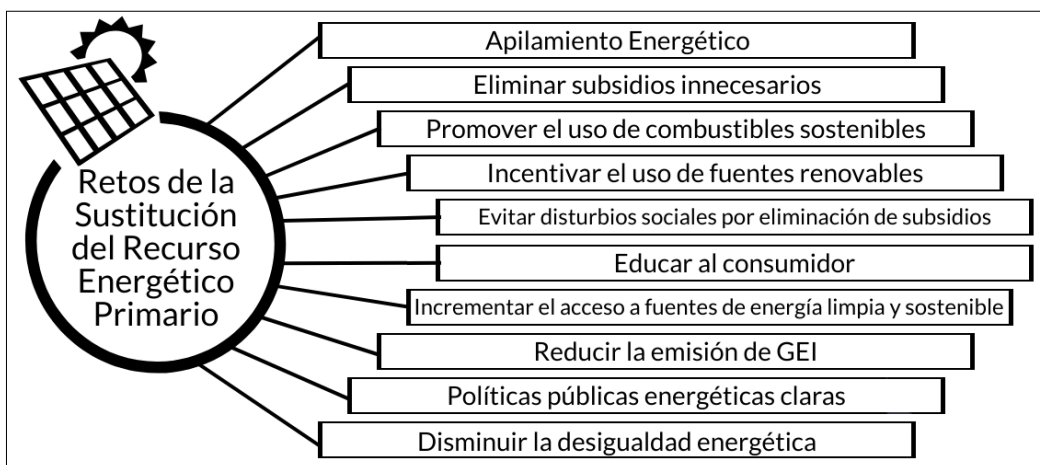 Retos de la
Sustitución
del Recurso
Energético
Primario
Apilamiento Energético
Eliminar subsidios innecesarios
Promover el uso de combustibles sostenibles
Incentivar el uso de fuentes renovables
Evitar disturbios sociales por eliminación de subsidios
Educar al consumidor
Incrementar el acceso a fuentes de energía limpia y sostenible
Reducir la emisión de GEI
Políticas públicas energéticas claras
Disminuir la desigualdad energética